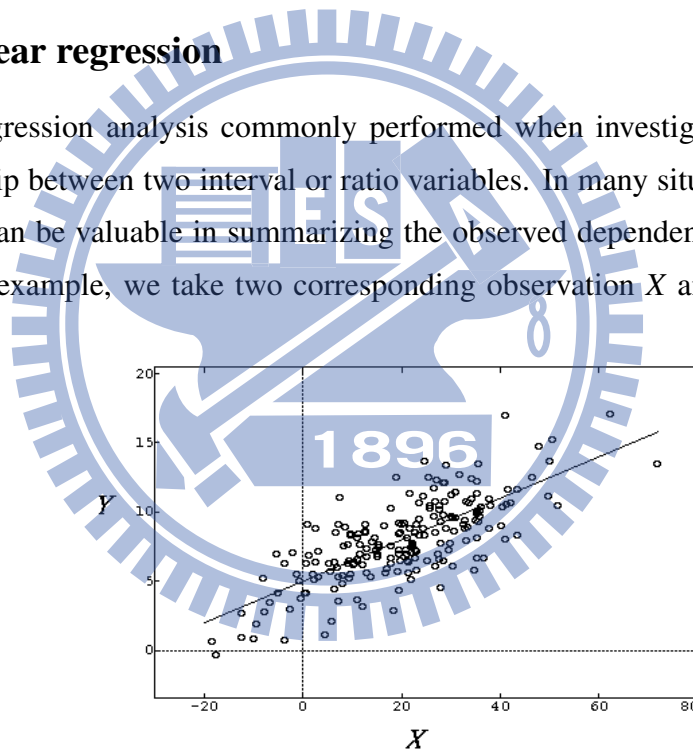 ear regression
gression analysis commonly performed when investig
ip between two interval or ratio variables. In many situ
an be valuable in summarizing the observed dependen
example, we take two corresponding observation X a
ES
20
15
1896
Y
10
5
0
-20 0 20 40 60 80
X